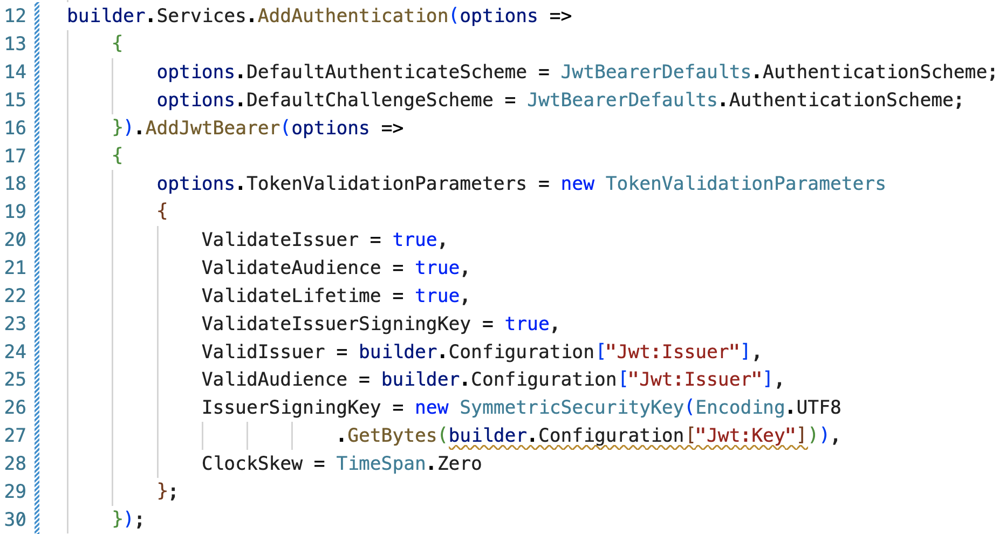 12 builder.Services.AddAuthentication(options =>
13 {
14 options.DefaultAuthenticateScheme = JwtBearerDefaults.AuthenticationScheme;
15 options.DefaultChallengeScheme = JwtBearerDefaults.AuthenticationScheme;
16 }).AddJwtBearer(options =>
17 {
18 options.TokenValidationParameters = new TokenValidationParameters
19 {
20 ValidateIssuer = true,
21 ValidateAudience = true,
22 ValidateLifetime = true,
23 ValidateIssuerSigningKey = true,
24 ValidIssuer = builder.Configuration["Jwt:Issuer"],
25 ValidAudience = builder.Configuration["Jwt:Issuer"],
26 IssuerSigningKey = new SymmetricSecurityKey(Encoding.UTF8
27 .GetBytes(builder.Configuration["Jwt:Key"])),
28 ClockSkew = TimeSpan.Zero
29 };
30 });